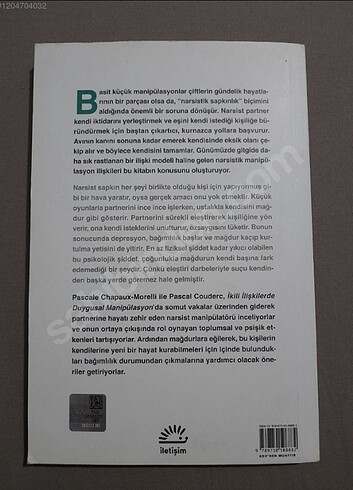 1204704032
Basit küçük manipülasyonlar çiftlerin gündelik hayatla-
rının bir parçası olsa da, "narsistik sapkınlık" biçimini
aldığında önemli bir soruna dönüşür. Narsist partner
kendi iktidarını yerleştirmek ve eşini kendi istediği kişiliğe bü-
ründürmek için baştan çıkartıcı, kurnazca yollara başvurur.
Avının kanını sonuna kadar emerek kendisinde eksik olanı çe-
kip alır ve böylece kendisini tamamlar. Günümüzde gitgide da-
ha sık rastlanan bir ilişki modeli haline gelen narsistik manipü-
lasyon ilişkileri bu kitabın konusunu oluşturuyor.
Narsist sapkın her şeyi birlikte olduğu kişi için yapıyormuş gi-
bi bir hava yaratır, oysa gerçek amacı onu yok etmektir. Küçük
oyunlarla partnerini ince ince işlerken, ustalıkla kendisini mağ-
dur gibi gösterir. Partnerini sürekli eleştirerek kişiliğine yön
verir, ona kendi isteklerini unutturur, özsaygısını tüketir. Bunun
sonucunda depresyon, bağımlılık başlar ve mağdur kaçıp kur-
tulma yetisini de yitirir. En az fiziksel şiddet kadar yıkıcı olabilen
bu psikolojik şiddet, çoğunlukla mağdurun kendi başına fark
edemediği bir şeydir. Çünkü eleştiri darbeleriyle suçu kendin-
den başka yerde göremez hale gelmiştir.
Pascale Chapaux-Morelli ile Pascal Couderc, İkili İlişkilerde
Duygusal Manipülasyon'da somut vakalar üzerinden giderek
partnerine hayatı zehir eden narsist manipülatörü inceliyorlar
ve onun ortaya çıkışında rol oynayan toplumsal ve psişik et-
kenleri tartışıyorlar. Ardından mağdurlara eğilerek, bu kişilerin
kendilerine yeni bir hayat kurabilmeleri için içinde bulunduk-
ları bağımlılık durumundan çıkmalarına yardımcı olacak öne-
riler getiriyorlar.
iletişim